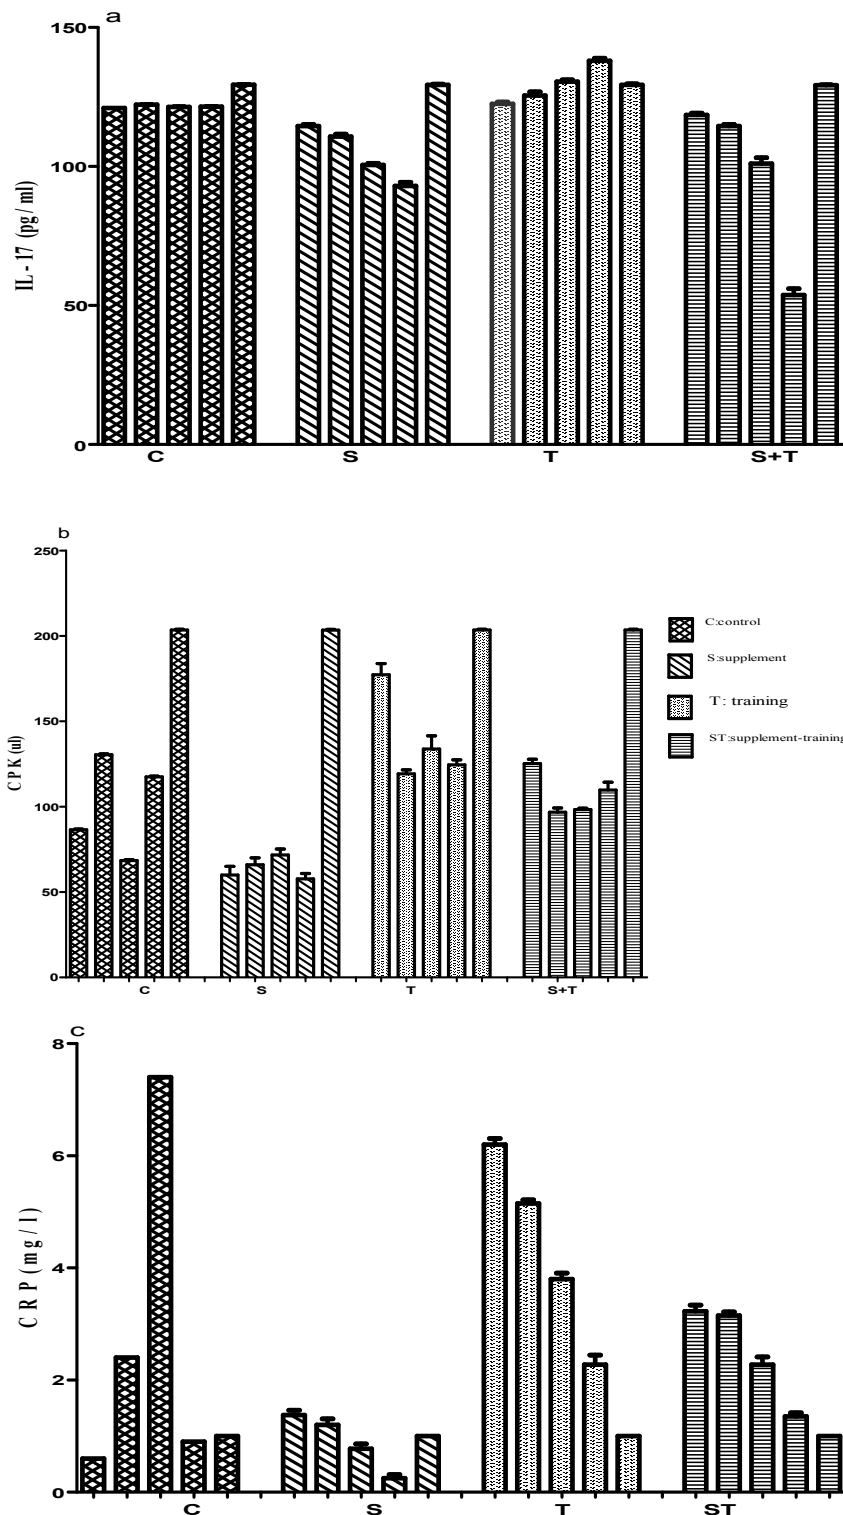 a
150
100
50
0
IL-17 (pg/ml)
C S T S+T
b
250
200
150
100
50
0
CPK (ul)
C S T S+T
C:control
S:supplement
T: training
ST:supplement-training
c
8
6
4
2
0
CRP (mg/l)
C S T ST